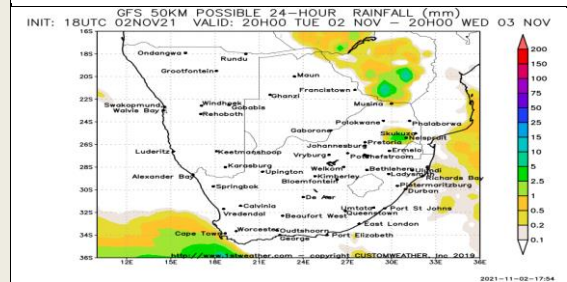 GFS 50KM POSSIBLE 24-HOUR RAINFALL (mm)
INIT: 18UTC 02NOV21 VALID: 20H00 TUE 02 NOV - 20H00 WED 03 NOV
16S
18S
20S
22S
24S
26S
28S
30S
32S
34S
36S
Ondangwa
Rundu
Grootfontein
Maun
Francistown
Ghanzi
Musina
Swakopmund
Walvis Bay
Windhoek
Gobabis
Rehoboth
Polokwane
Phalaborwa
Gaborone
Skukuza
Nelspruit
Pretoria
Johannesburg
Ermelo
Luderitz
Keetmanshoop
Vryburg
Potchefstroom
Karasburg
Welkom
Bethlehem
Ulundi
Alexander Bay
Upington
Kimberley
Ladysmith
Richards Bay
Bloemfontein
Pietermaritzburg
Springbok
Durban
De Aar
Calvinia
Umtata
Port St Johns
Vredendal
Beaufort West
Queenstown
East London
Cape Town
Worcester
Oudtshoorn
George
Port Elizabeth
http://www.1stweather.com - copyright CUSTOMWEATHER, Inc 2019
12E 15E 18E 21E 24E 27E 30E 33E 36E
200
150
100
75
50
25
15
10
5
2.5
1
0.5
0.2
0.1
2021-11-02-17:54